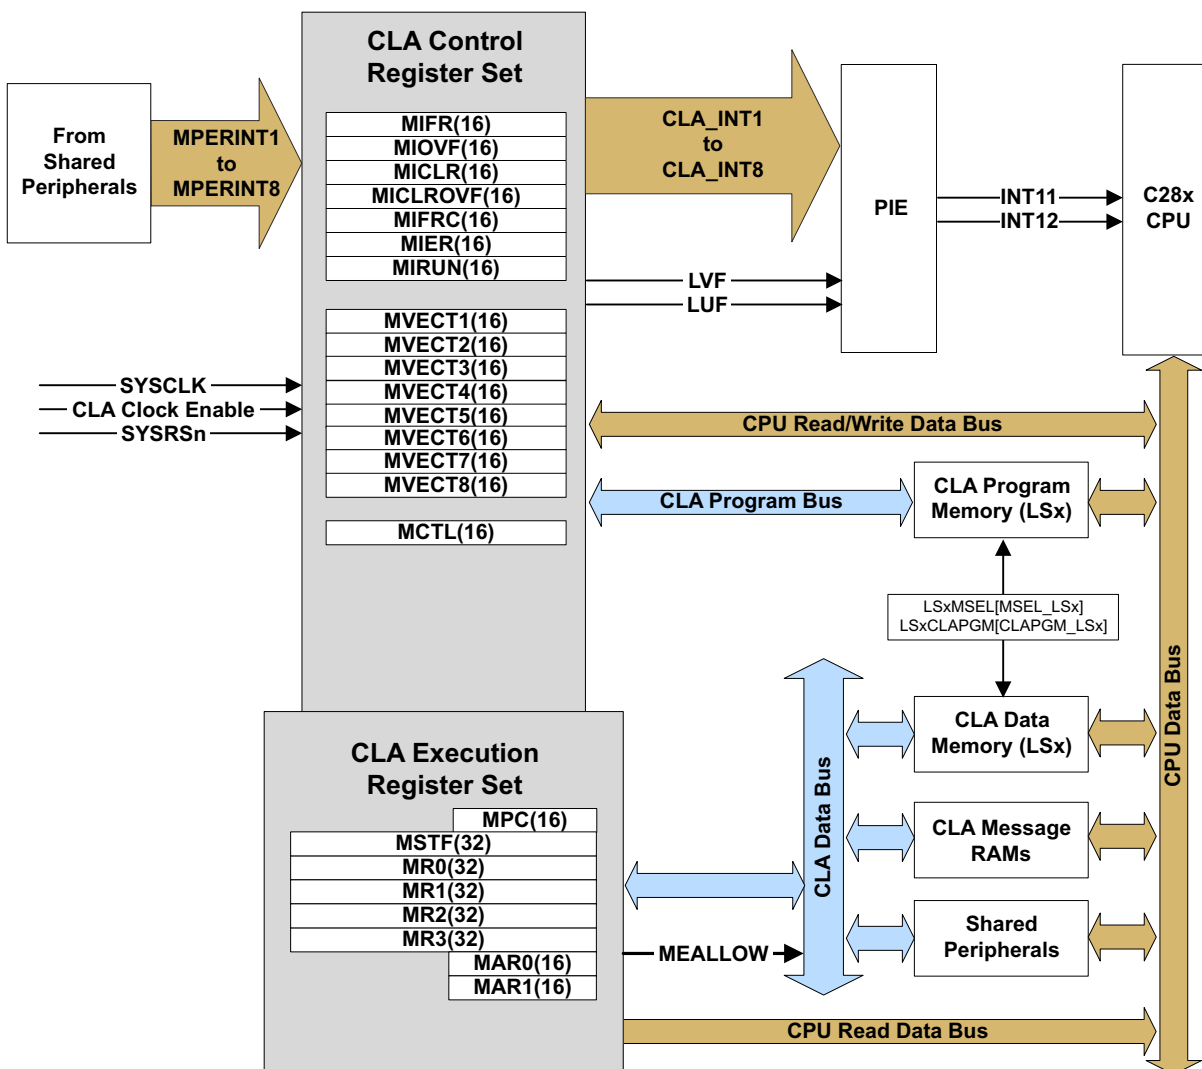 CLA Control
Register Set
From
Shared
Peripherals
MPERINT1
to
MPERINT8
MIFR(16)
MIOVF(16)
MICLR(16)
MICLROVF(16)
MIFRC(16)
MIER(16)
MIRUN(16)
CLA_INT1
to
CLA_INT8
LVF
LUF
PIE
INT11
INT12
C28x
CPU
MVECT1(16)
MVECT2(16)
MVECT3(16)
MVECT4(16)
MVECT5(16)
MVECT6(16)
MVECT7(16)
MVECT8(16)
SYSCLK
CLA Clock Enable
SYSRSn
CPU Read/Write Data Bus
CLA Program Bus
CLA Program
Memory (LSx)
MCTL(16)
LSxMSEL[MSEL_LSx]
LSxCLAPGM[CLAPGM_LSx]
CPU Data Bus
CLA Data Bus
CLA Data
Memory (LSx)
CLA Message
RAMs
Shared
Peripherals
CLA Execution
Register Set
MPC(16)
MSTF(32)
MR0(32)
MR1(32)
MR2(32)
MR3(32)
MAR0(16)
MAR1(16)
MEALLOW
CPU Read Data Bus